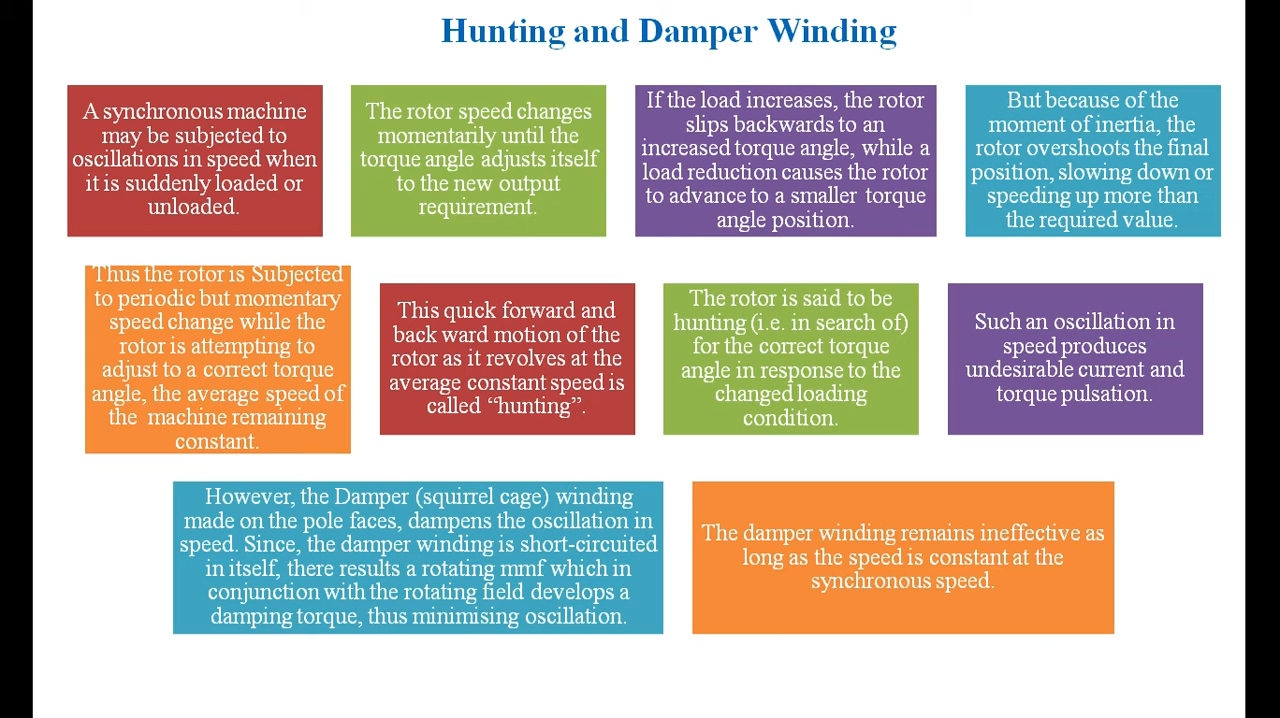 Hunting and Damper Winding
A synchronous machine
may be subjected to
oscillations in speed when
it is suddenly loaded or
unloaded.
The rotor speed changes
momentarily until the
torque angle adjusts itself
to the new output
requirement.
If the load increases, the rotor
slips backwards to an
increased torque angle, while a
load reduction causes the rotor
to advance to a smaller torque
angle position.
But because of the
moment of inertia, the
rotor overshoots the final
position, slowing down or
speeding up more than
the required value.
Thus the rotor is Subjected
to periodic but momentary
speed change while the
rotor is attempting to
adjust to a correct torque
angle, the average speed of
the machine remaining
constant.
This quick forward and
back ward motion of the
rotor as it revolves at the
average constant speed is
called “hunting”.
The rotor is said to be
hunting (i.e. in search of)
for the correct torque
angle in response to the
changed loading
condition.
Such an oscillation in
speed produces
undesirable current and
torque pulsation.
However, the Damper (squirrel cage) winding
made on the pole faces, dampens the oscillation in
speed. Since, the damper winding is short-circuited
in itself, there results a rotating mmf which in
conjunction with the rotating field develops a
damping torque, thus minimising oscillation.
The damper winding remains ineffective as
long as the speed is constant at the
synchronous speed.